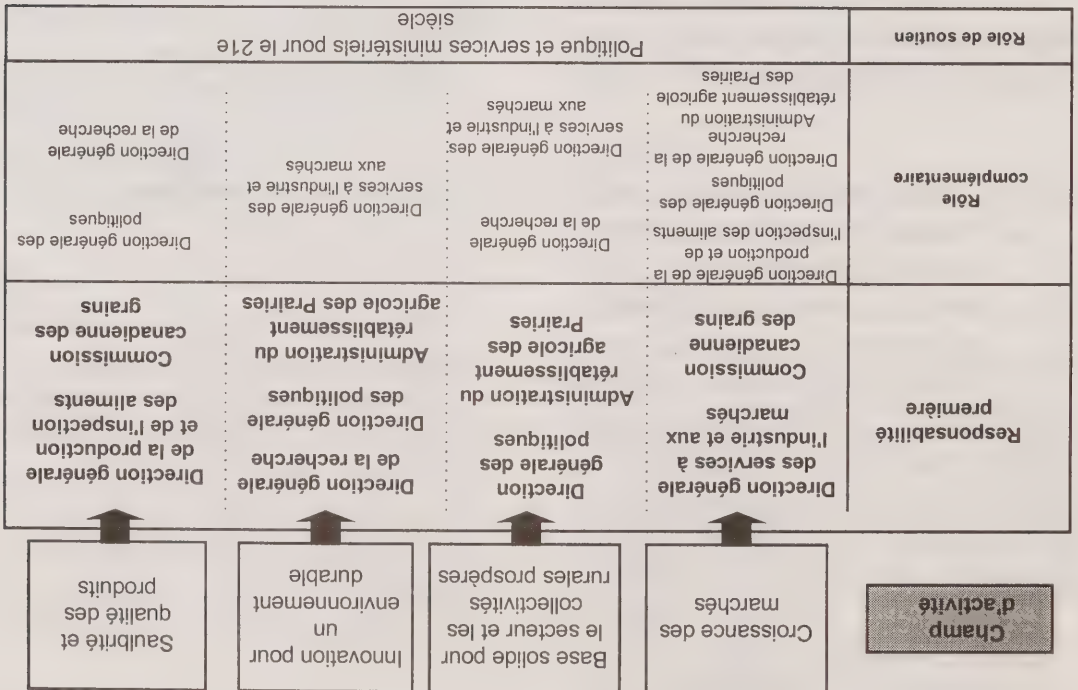 Champ
d'activité
Croissance des
marchés
Base solide pour
le secteur et les
collectivités
rurales prospères
Innovation pour
un
environnement
durable
Saulbrité et
qualité des
produits
Responsabilité
première
Direction générale
des services à
l'industrie et aux
marchés
Commission
canadienne
des grains
Direction
générale des
politiques
Administration du
rétablissement
agricole des
Prairies
Direction générale
de la recherche
Direction générale
des politiques
Administration du
rétablissement
agricole des Prairies
Direction générale
de la production
et de l'inspection
des aliments
Commission
canadienne des
grains
Rôle
complémentaire
Direction générale de la
production et de
l'inspection des aliments
Direction générale des
politiques
Direction générale de la
recherche
Administration du
rétablissement agricole
des Prairies
Direction générale
de la recherche
Direction générale des
services à l'industrie et
aux marchés
Direction générale des
services à l'industrie et
aux marchés
Direction générale des
politiques
Direction générale
de la recherche
Rôle de soutien
Politique et services ministériels pour le 21e
siècle